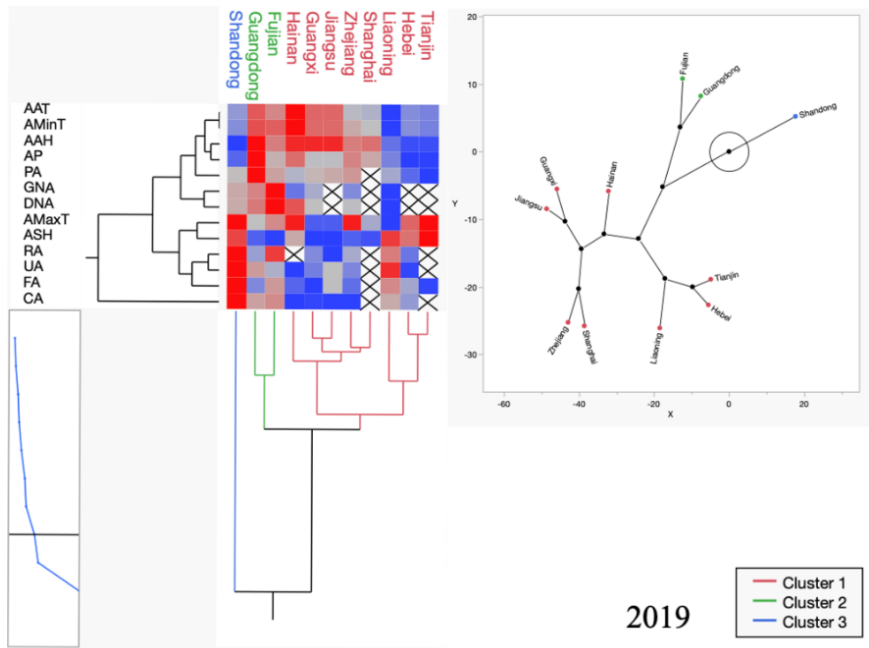 Shandong
Guangdong
Fujian
Hainan
Guangxi
Jiangsu
Zhejiang
Shanghai
Liaoning
Hebei
Tianjin
AAT
AMinT
AAH
AP
PA
GNA
DNA
AMaxT
ASH
RA
UA
FA
CA
20
10
0
-10
-20
-30
Y
-60
-40
-20
0
20
X
Fujian
Guangdong
Shandong
Guangxi
Hainan
Jiangsu
Tianjin
Hebei
Zhejiang
Shanghai
Liaoning
2019
Cluster 1
Cluster 2
Cluster 3